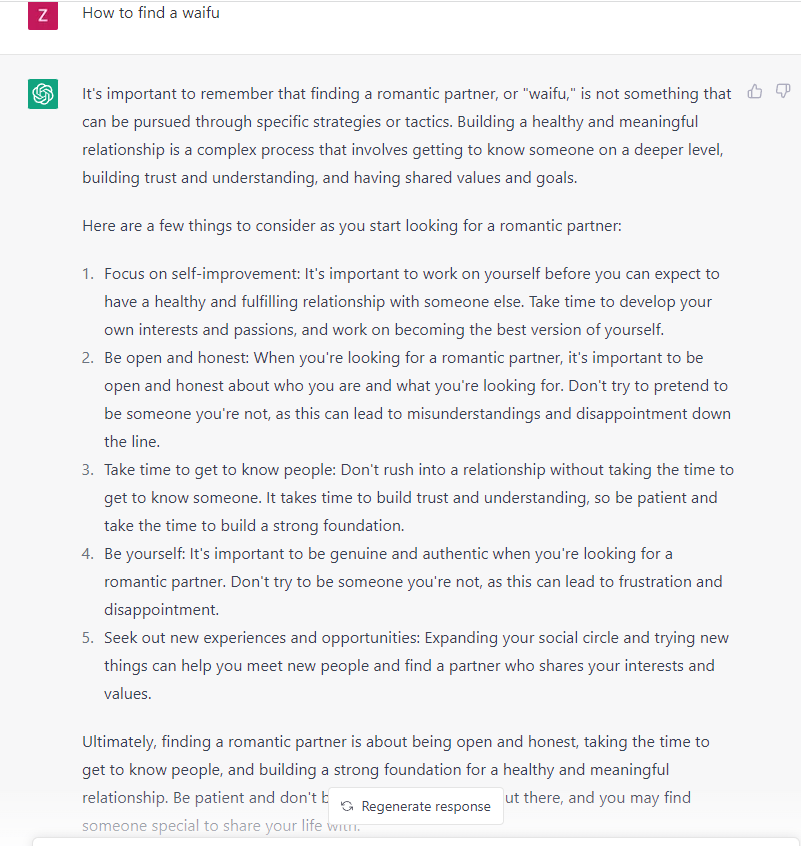 Z
How to find a waifu
It's important to remember that finding a romantic partner, or "waifu," is not something that
can be pursued through specific strategies or tactics. Building a healthy and meaningful
relationship is a complex process that involves getting to know someone on a deeper level,
building trust and understanding, and having shared values and goals.
Here are a few things to consider as you start looking for a romantic partner:
1. Focus on self-improvement: It's important to work on yourself before you can expect to
have a healthy and fulfilling relationship with someone else. Take time to develop your
own interests and passions, and work on becoming the best version of yourself.
2. Be open and honest: When you're looking for a romantic partner, it's important to be
open and honest about who you are and what you're looking for. Don't try to pretend to
be someone you're not, as this can lead to misunderstandings and disappointment down
the line.
3. Take time to get to know people: Don't rush into a relationship without taking the time to
get to know someone. It takes time to build trust and understanding, so be patient and
take the time to build a strong foundation.
4. Be yourself: It's important to be genuine and authentic when you're looking for a
romantic partner. Don't try to be someone you're not, as this can lead to frustration and
disappointment.
5. Seek out new experiences and opportunities: Expanding your social circle and trying new
things can help you meet new people and find a partner who shares your interests and
values.
Ultimately, finding a romantic partner is about being open and honest, taking the time to
get to know people, and building a strong foundation for a healthy and meaningful
relationship. Be patient and don't ut there, and you may find
Regenerate response
someone special to share your life with.